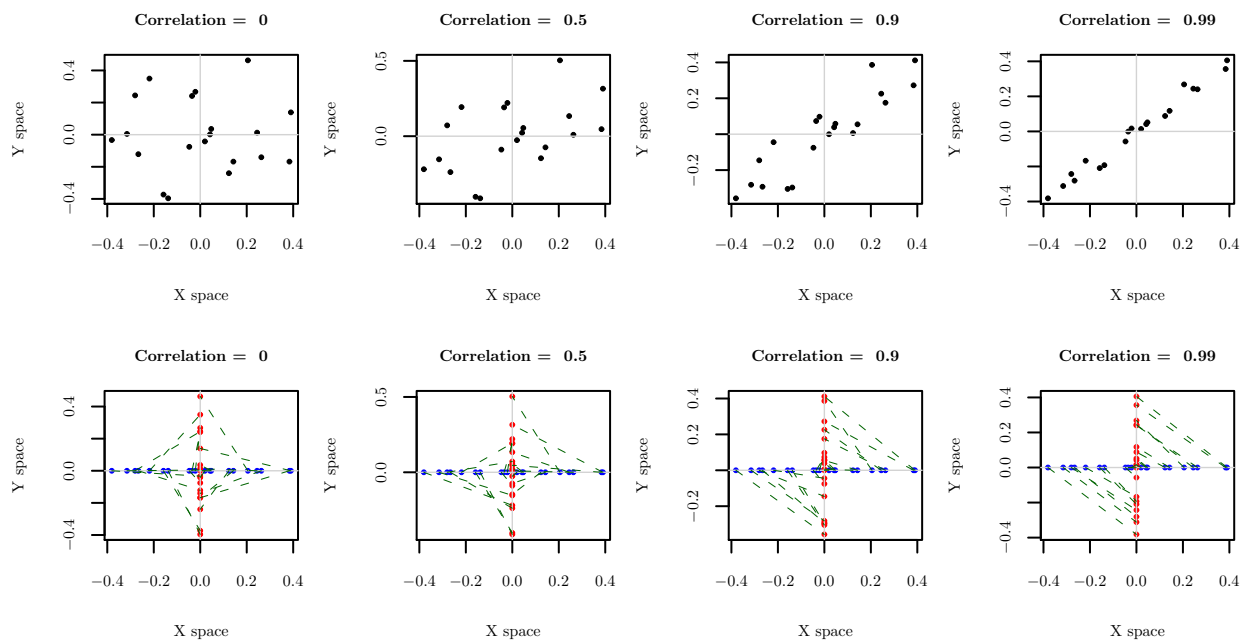 Correlation = 0
0.4
0.0
−0.4
Y space
−0.4 −0.2 0.0 0.2 0.4
X space
Correlation = 0.5
0.5
0.0
Y space
−0.4 −0.2 0.0 0.2 0.4
X space
Correlation = 0.9
0.4
0.2
−0.2
Y space
−0.4 −0.2 0.0 0.2 0.4
X space
Correlation = 0.99
0.4
0.0
−0.4
Y space
−0.4 −0.2 0.0 0.2 0.4
X space
Correlation = 0
0.4
0.0
−0.4
Y space
−0.4 −0.2 0.0 0.2 0.4
X space
Correlation = 0.5
0.5
0.0
Y space
−0.4 −0.2 0.0 0.2 0.4
X space
Correlation = 0.9
0.4
0.2
−0.2
Y space
−0.4 −0.2 0.0 0.2 0.4
X space
Correlation = 0.99
0.4
0.0
−0.4
Y space
−0.4 −0.2 0.0 0.2 0.4
X space